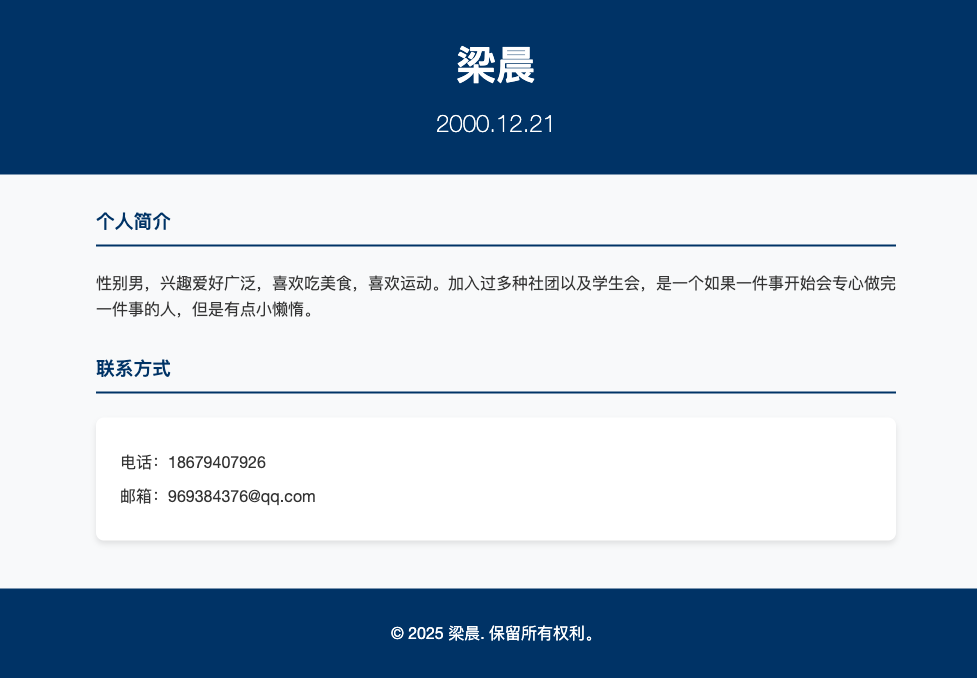 梁晨
2000.12.21
个人简介
性别男，兴趣爱好广泛，喜欢吃美食，喜欢运动。加入过多种社团以及学生会，是一个如果一件事开始会专心做完
一件事的人，但是有点小懒惰。
联系方式
电话：18679407926
邮箱：969384376@qq.com
© 2025 梁晨. 保留所有权利。